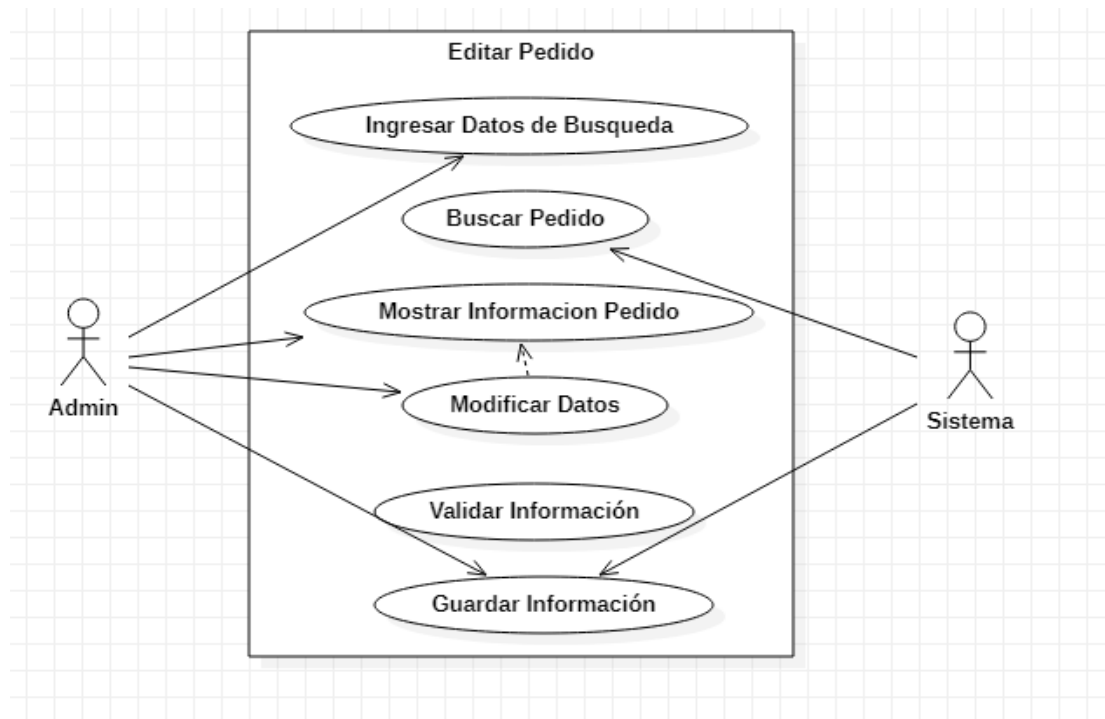 Editar Pedido
Ingresar Datos de Busqueda
Buscar Pedido
Mostrar Informacion Pedido
Modificar Datos
Admin
Sistema
Validar Información
Guardar Información